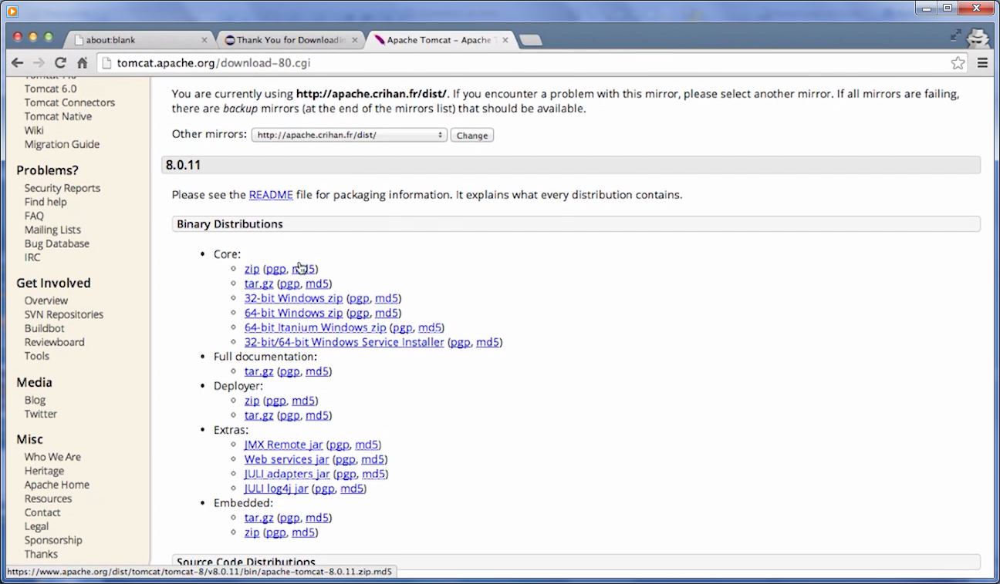 about:blank
Thank You for Downloadin
Apache Tomcat – Apache T
tomcat.apache.org/download-80.cgi
Tomcat 7.0
Tomcat 6.0
Tomcat Connectors
Tomcat Native
Wiki
Migration Guide
Problems?
Security Reports
Find help
FAQ
Mailing Lists
Bug Database
IRC
Get Involved
Overview
SVN Repositories
Buildbot
Reviewboard
Tools
Media
Blog
Twitter
Misc
Who We Are
Heritage
Apache Home
Resources
Contact
Legal
Sponsorship
Thanks
You are currently using http://apache.crihan.fr/dist/. If you encounter a problem with this mirror, please select another mirror. If all mirrors are failing,
there are backup mirrors (at the end of the mirrors list) that should be available.
Other mirrors: http://apache.crihan.fr/dist/ Change
8.0.11
Please see the README file for packaging information. It explains what every distribution contains.
Binary Distributions
• Core:
zip (pgp, md5)
tar.gz (pgp, md5)
32-bit Windows zip (pgp, md5)
64-bit Windows zip (pgp, md5)
64-bit Itanium Windows zip (pgp, md5)
32-bit/64-bit Windows Service Installer (pgp, md5)
• Full documentation:
tar.gz (pgp, md5)
• Deployer:
zip (pgp, md5)
tar.gz (pgp, md5)
• Extras:
JMX Remote jar (pgp, md5)
Web services jar (pgp, md5)
JULI adapters jar (pgp, md5)
JULI log4j jar (pgp, md5)
• Embedded:
tar.gz (pgp, md5)
zip (pgp, md5)
Source Code Distributions
https://www.apache.org/dist/tomcat/tomcat-8/v8.0.11/bin/apache-tomcat-8.0.11.zip.md5